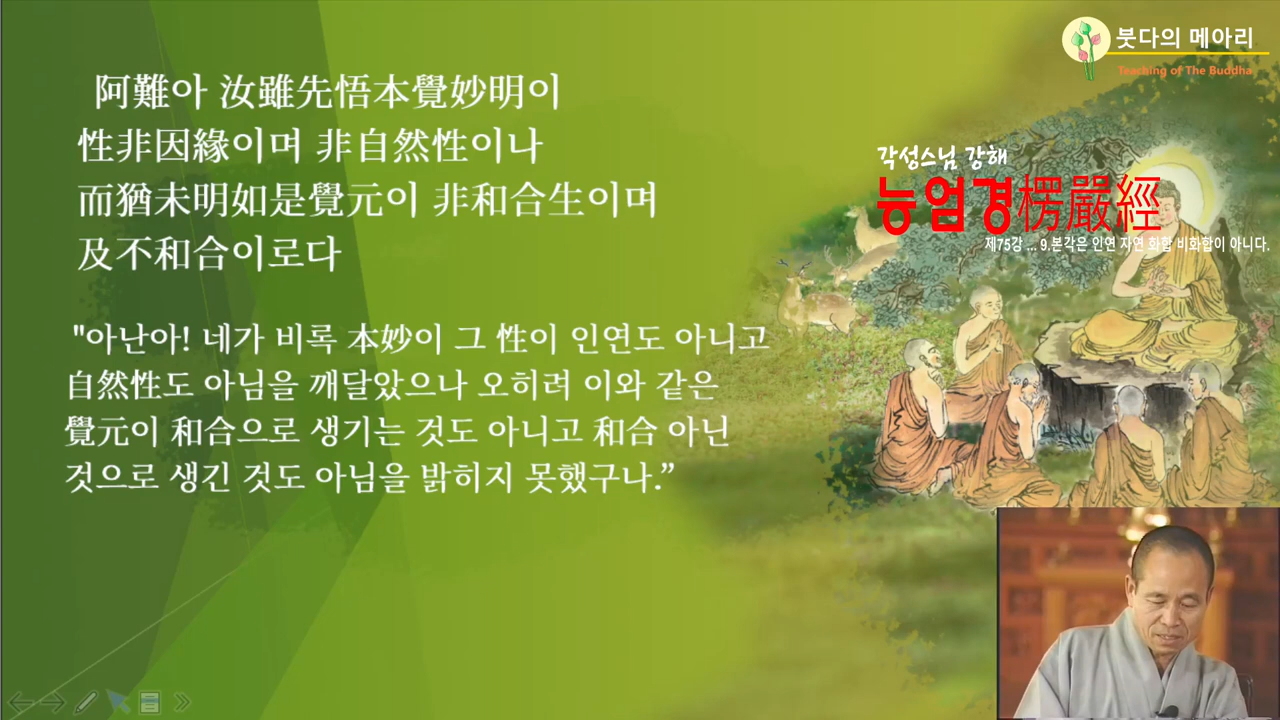 阿難아 汝雖先悟本覺妙明이
性非因緣이며 非自然性이나
而猶未明如是覺元이 非和合生이며
及不和合이로다
"아난아! 네가 비록 本妙이 그 性이 인연도 아니고
自然性도 아님을 깨달았으나 오히려 이와 같은
覺元이 和合으로 생기는 것도 아니고 和合 아닌
것으로 생긴 것도 아님을 밝히지 못했구나.”
붓다의 메아리
Teaching of The Buddha
각성스님 강해
능엄경楞嚴經
제75강 ... 9.본각은 인연 자연 화합 비화합이 아니다.